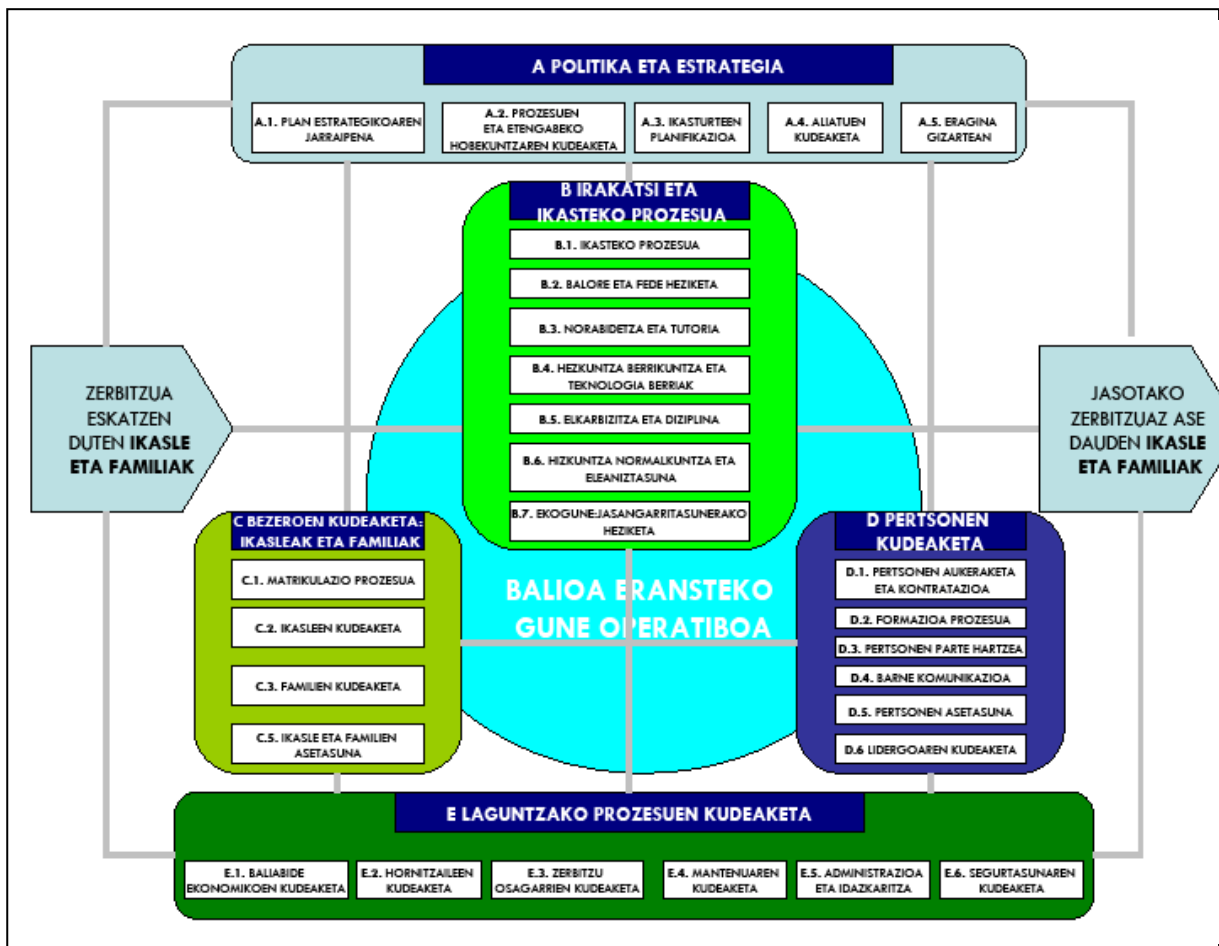 A POLITIKA ETA ESTRATEGIA
A.1. PLAN ESTRATEGIKOAREN
JARRAIPENA
A.2. PROZESUEN
ETA ETENGABEKO
HOBEKUNTZAREN KUDEAKETA
A.3. IKASTURTEEN
PLANIFIKAZIOA
A.4. ALIATUEN
KUDEAKETA
A.5. ERAGINA
GIZARTEAN
B IRAKATSI ETA
IKASTEKO PROZESUA
B.1. IKASTEKO PROZESUA
B.2. BALORE ETA FEDE HEZIKETA
B.3. NORABIDETZA ETA TUTORIA
B.4. HEZKUNTZA BERRIKUNTZA ETA
TEKNOLOGIA BERRIAK
B.5. ELKARBIZITZA ETA DIZIPLINA
B.6. HIZKUNTZA NORMALKUNTZA ETA
ELEANIZTASUNA
B.7. EKOGUNE:JASANGARRITASUNERAKO
HEZIKETA
ZERBITZUA
ESKATZEN
DUTEN IKASLE
ETA FAMILIAK
JASOTAKO
ZERBITZUAZ ASE
DAUDEN IKASLE
ETA FAMILIAK
C BEZEROEN KUDEAKETA:
IKASLEAK ETA FAMILIAK
C.1. MATRIKULAZIO PROZESUA
C.2. IKASLEEN KUDEAKETA
C.3. FAMILIEN KUDEAKETA
C.5. IKASLE ETA FAMILIEN
ASETASUNA
BALIOA ERANSTEKO
GUNE OPERATIBOA
D PERTSONEN
KUDEAKETA
D.1. PERTSONEN AUKERAKETA
ETA KONTRATAZIOA
D.2. FORMAZIOA PROZESUA
D.3. PERTSONEN PARTE HARTZEA
D.4. BARNE KOMUNIKAZIOA
D.5. PERTSONEN ASETASUNA
D.6 LIDERGOAREN KUDEAKETA
E LAGUNTZAKO PROZESUEN KUDEAKETA
E.1. BALIABIDE
EKONOMIKOEN KUDEAKETA
E.2. HORNITZAILEEN
KUDEAKETA
E.3. ZERBITZU
OSAGARRIEN KUDEAKETA
E.4. MANTENUAREN
KUDEAKETA
E.5. ADMINISTRAZIOA
ETA IDAZKARITZA
E.6. SEGURTASUNAREN
KUDEAKETA